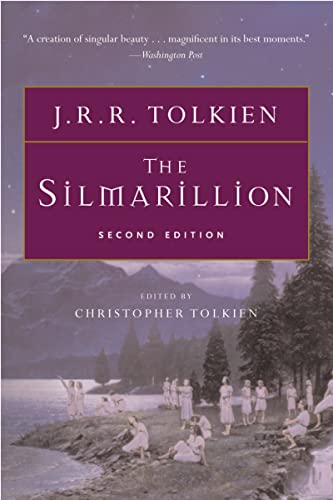 “A creation of singular beauty . . . magnificent in its best moments.”
—Washington Post
J.R.R. TOLKIEN
THE
SILMARILLION
SECOND EDITION
EDITED BY
CHRISTOPHER TOLKIEN